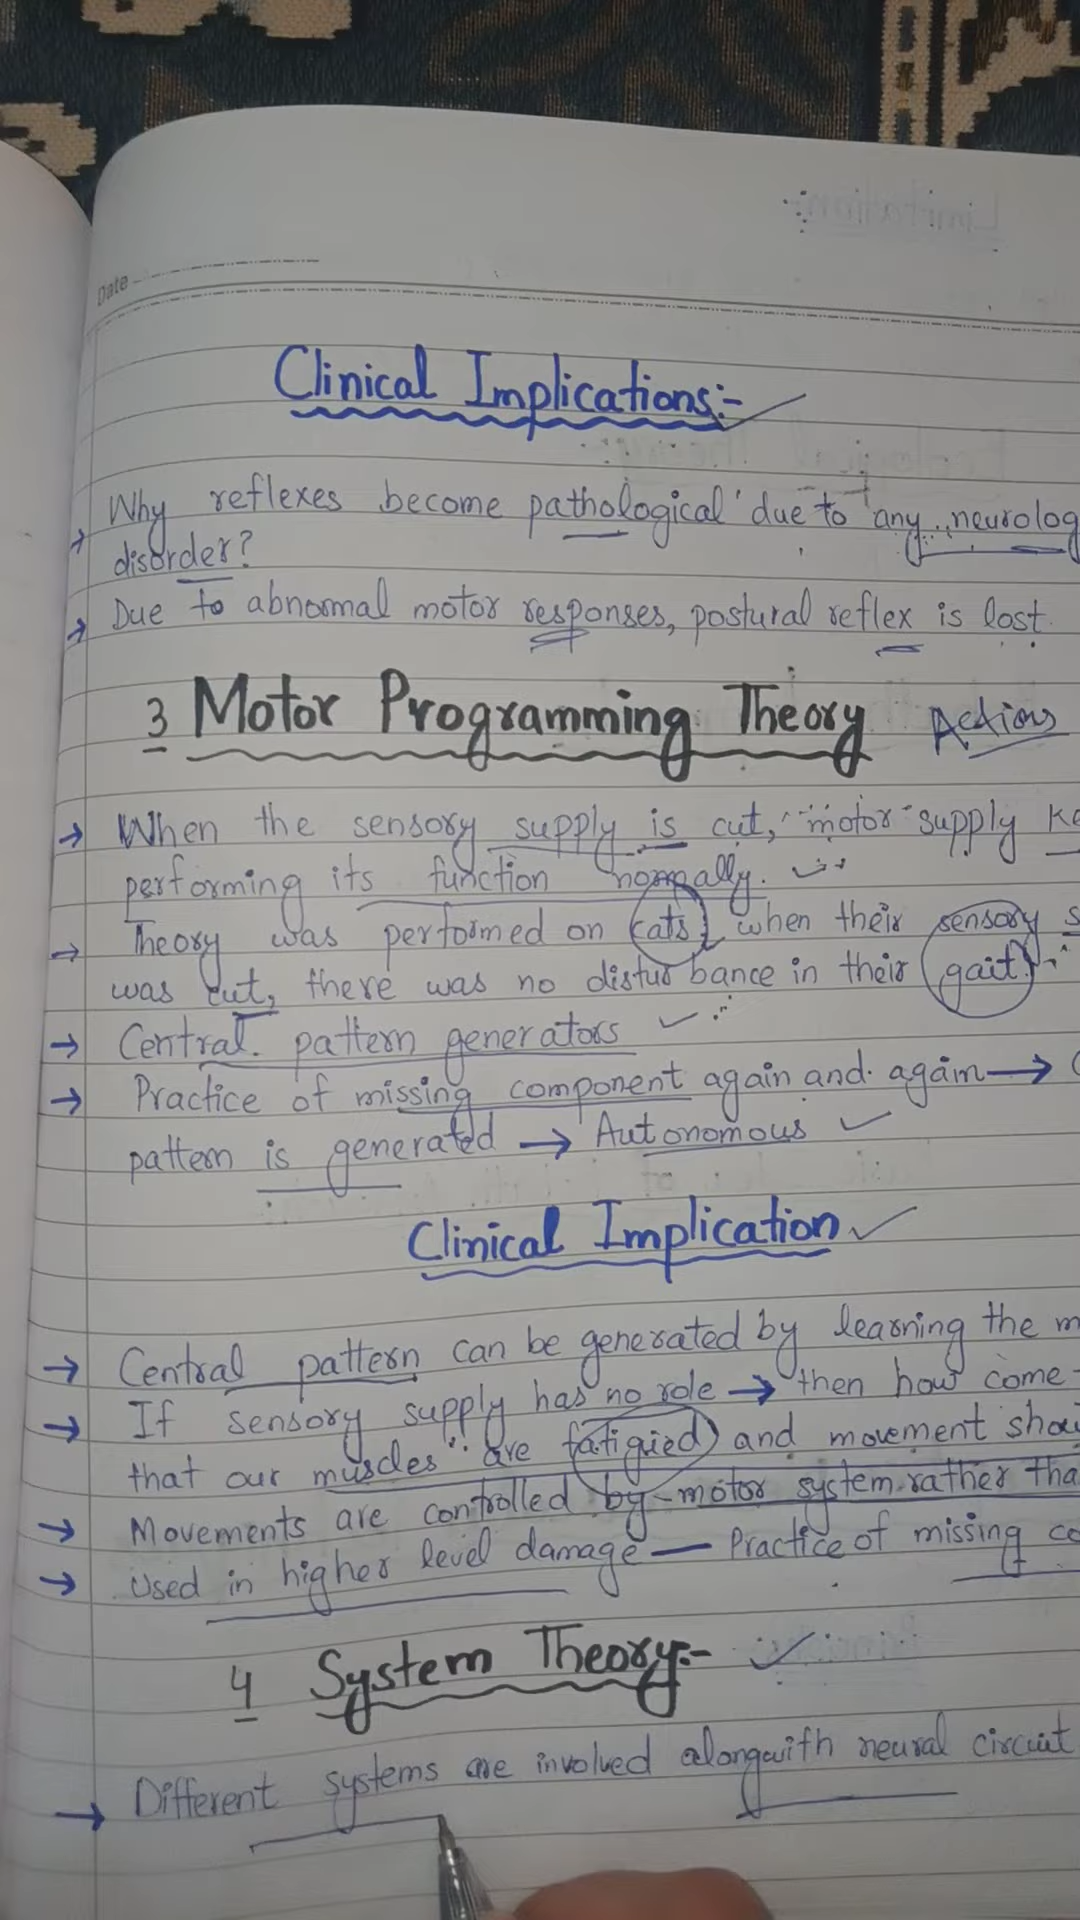 Date
Clinical Implications:-
Why reflexes become pathological due to any neurolog
disorder?
Due to abnormal motor responses, postural reflex is lost.
3 Motor Programming Theory Actions
→ When the sensory supply is cut, motor supply
performing its function normally.
→ Theory was performed on cats, when their sensory s
was cut, there was no disturbance in their gait.
→ Central pattern generators
→ Practice of missing component again and again →
pattern is generated → Autonomous
Clinical Implication
→ Central pattern can be generated by learning the m
→ If sensory supply has no role → then how come
that our muscles are fatigued and movement shou
→ Movements are controlled by motor system rather tha
→ Used in higher level damage — Practice of missing co
4 System Theory:-
→ Different systems are involved alongwith neural circuit